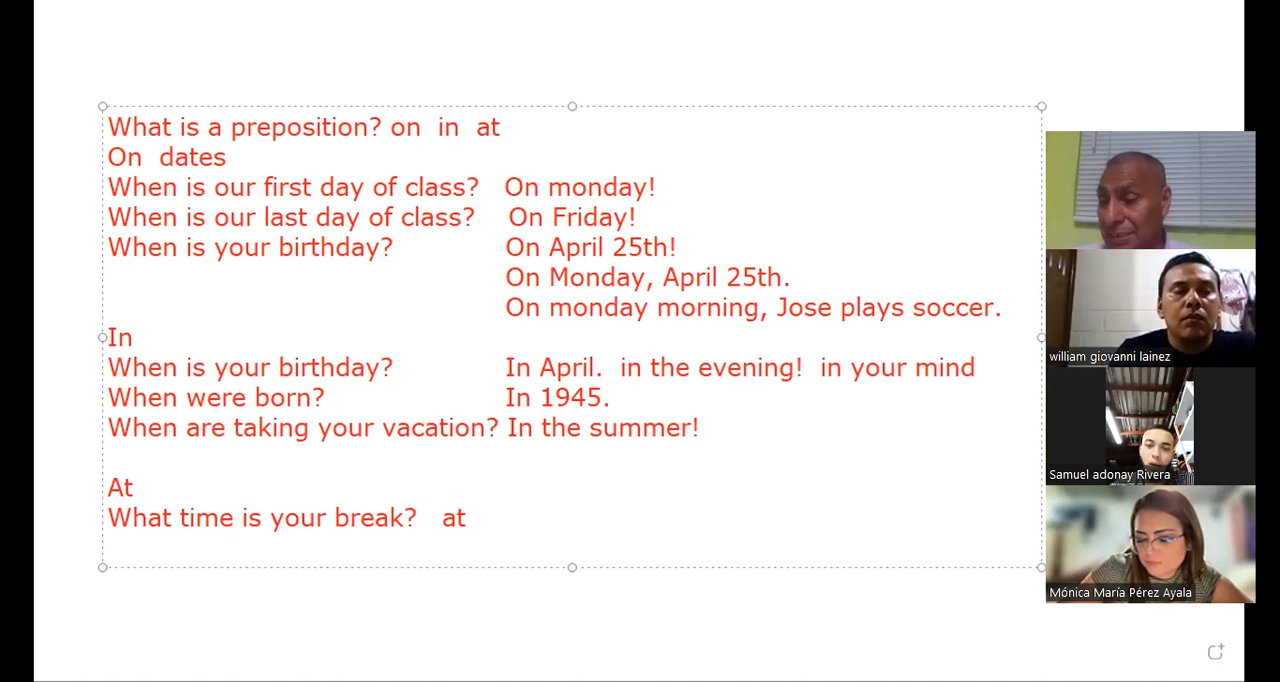 What is a preposition? on in at
On dates
When is our first day of class? On monday!
When is our last day of class? On Friday!
When is your birthday? On April 25th!
On Monday, April 25th.
On monday morning, Jose plays soccer.
In
When is your birthday? In April. in the evening! in your mind
When were born? In 1945.
When are taking your vacation? In the summer!
At
What time is your break? at
william giovanni lainez
Samuel adonay Rivera
Mónica María Pérez Ayala